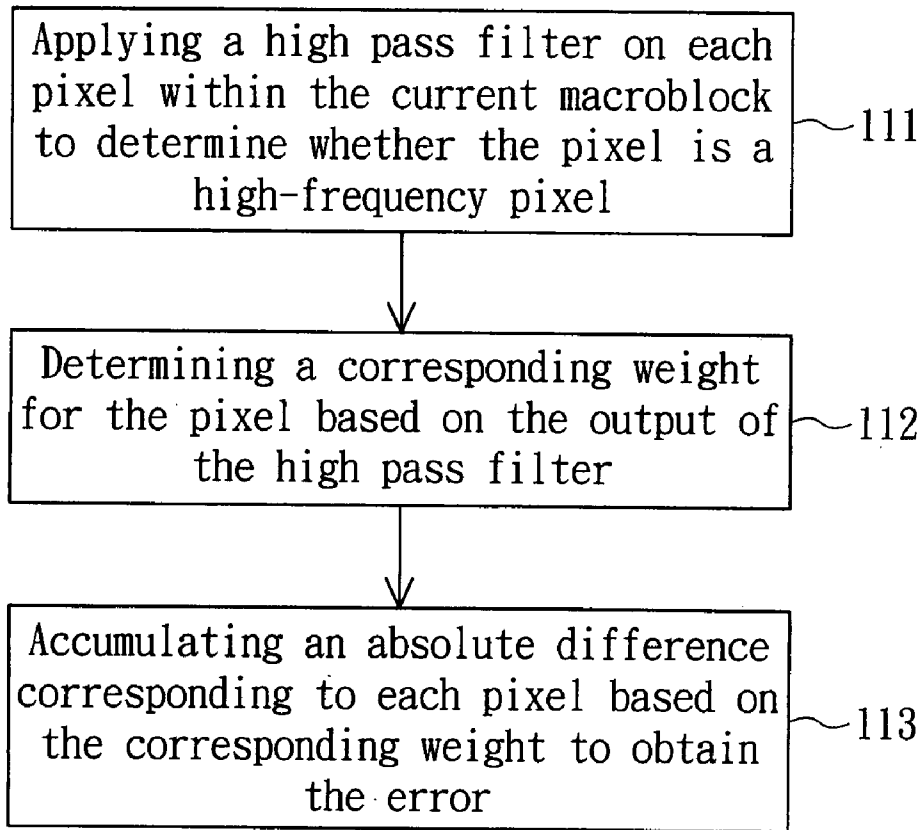 Applying a high pass filter on each
pixel within the current macroblock
to determine whether the pixel is a
high-frequency pixel
111
Determining a corresponding weight
for the pixel based on the output of
the high pass filter
112
Accumulating an absolute difference
corresponding to each pixel based on
the corresponding weight to obtain
the error
113